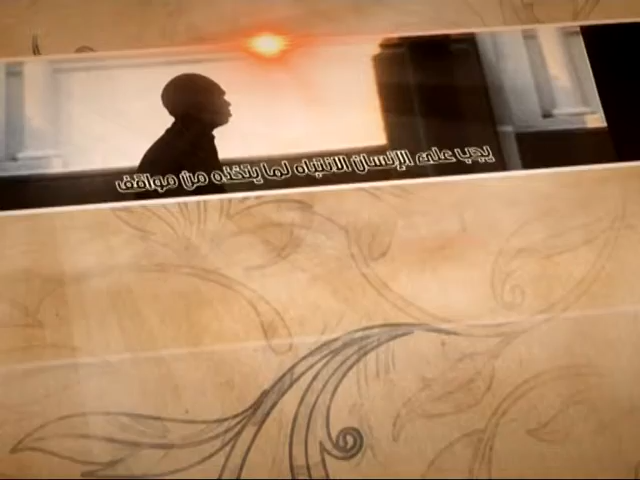 يجب على الإنسان الانتباه لما يتخذه من مواقف